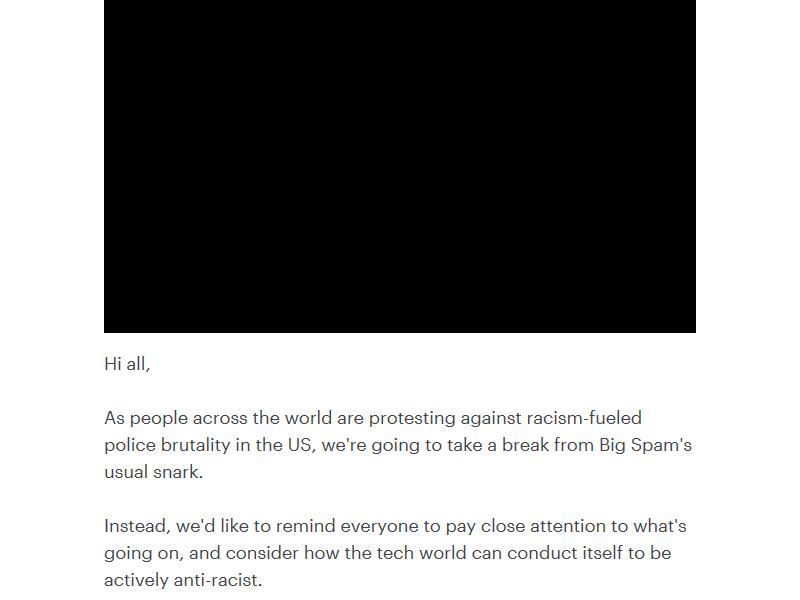 Hi all,
As people across the world are protesting against racism-fueled
police brutality in the US, we're going to take a break from Big Spam's
usual snark.
Instead, we'd like to remind everyone to pay close attention to what's
going on, and consider how the tech world can conduct itself to be
actively anti-racist.